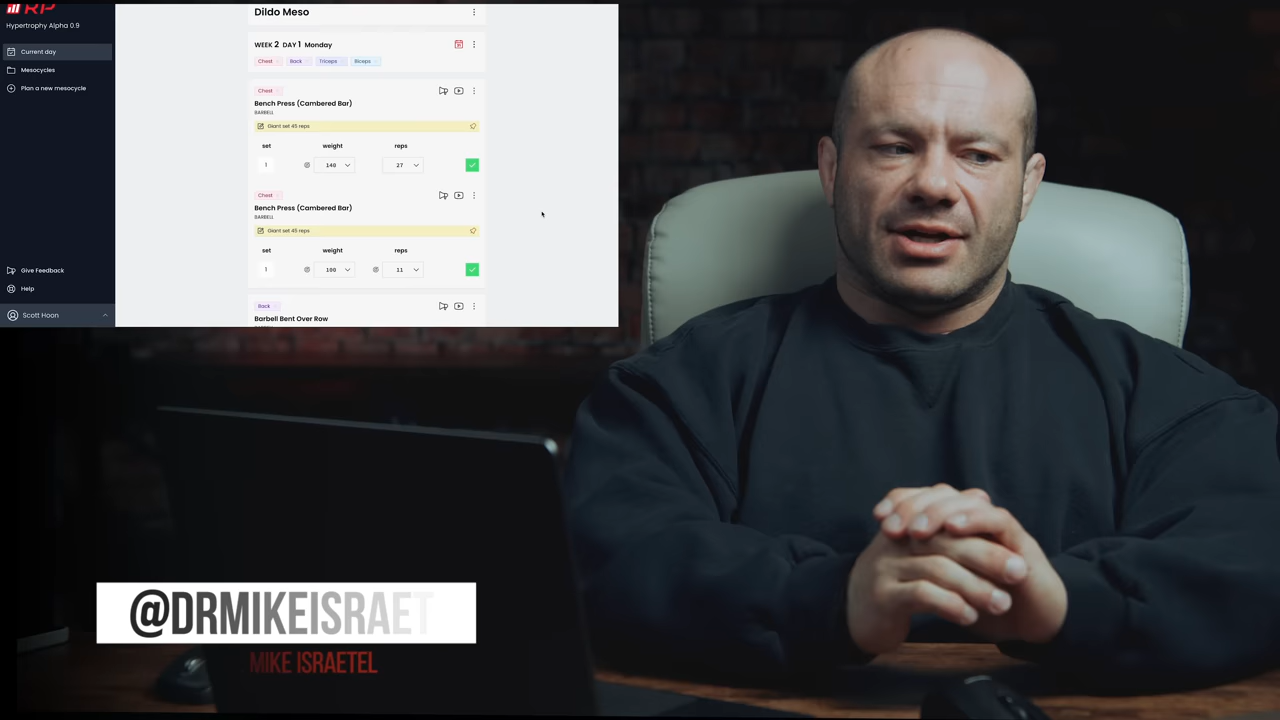 RP
Hypertrophy Alpha 0.9
Current day
Mesocycles
Plan a new mesocycle
Give Feedback
Help
Scott Hoon
Dildo Meso
WEEK 2 DAY 1 Monday
Chest Back Triceps Biceps
Chest
Bench Press (Cambered Bar)
BARBELL
Giant set 45 reps
set weight reps
1 140 27
Chest
Bench Press (Cambered Bar)
BARBELL
Giant set 45 reps
set weight reps
1 @ 100 @ 11
Back
Barbell Bent Over Row
@DRMIKEISRAET
MIKE ISRAETEL